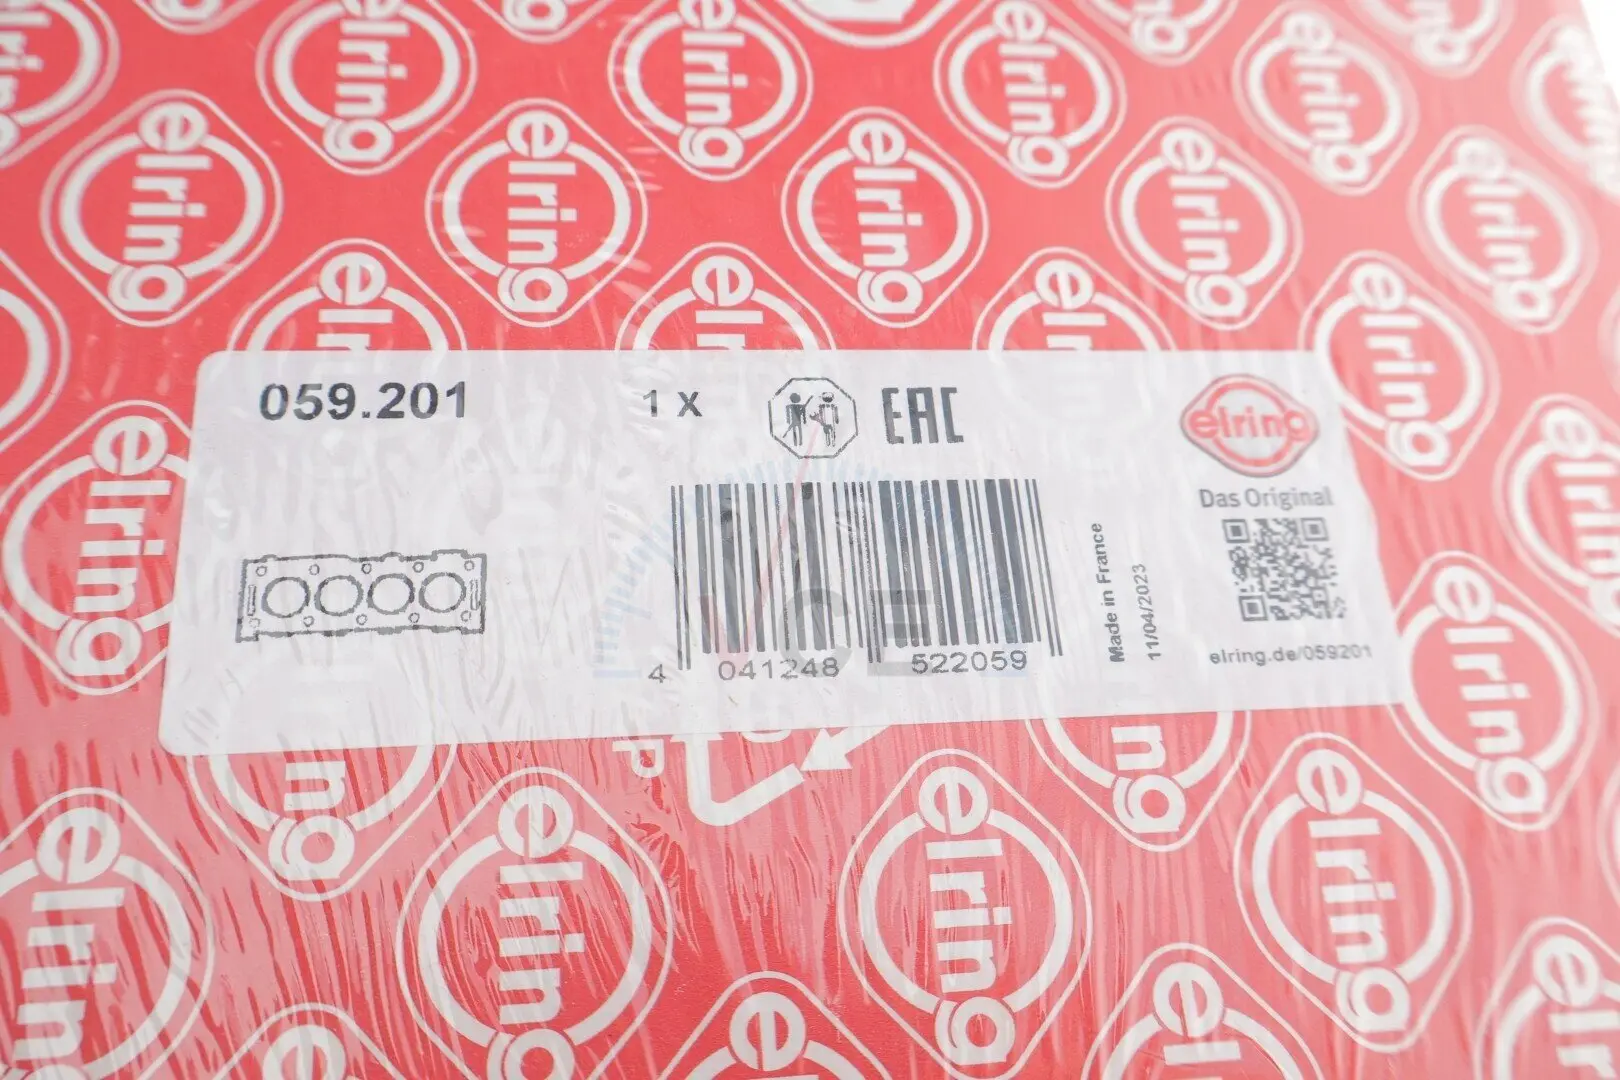 059.201
1 X
EAC
elring
Das Original
4 041248 522059
Made in France
11/04/2023
elring.de/059201